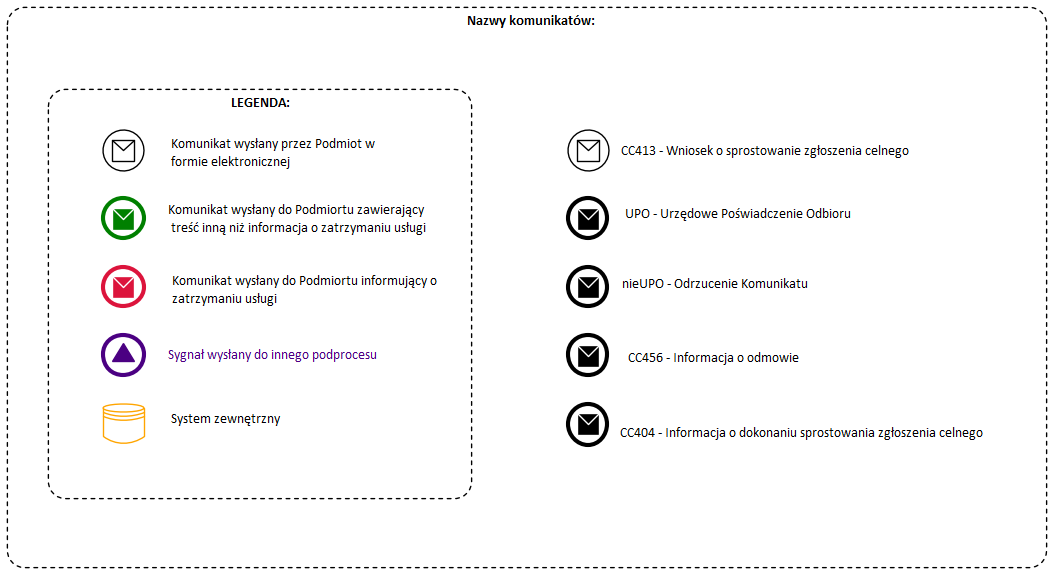 Nazwy komunikatów:
LEGENDA:
Komunikat wysłany przez Podmiot w
formie elektronicznej
Komunikat wysłany do Podmiortu zawierający
treść inną niż informacja o zatrzymaniu usługi
Komunikat wysłany do Podmiortu informujący o
zatrzymaniu usługi
Sygnał wysłany do innego podprocesu
System zewnętrzny
CC413 - Wniosek o sprostowanie zgłoszenia celnego
UPO - Urzędowe Poświadczenie Odbioru
nieUPO - Odrzucenie Komunikatu
CC456 - Informacja o odmowie
CC404 - Informacja o dokonaniu sprostowania zgłoszenia celnego